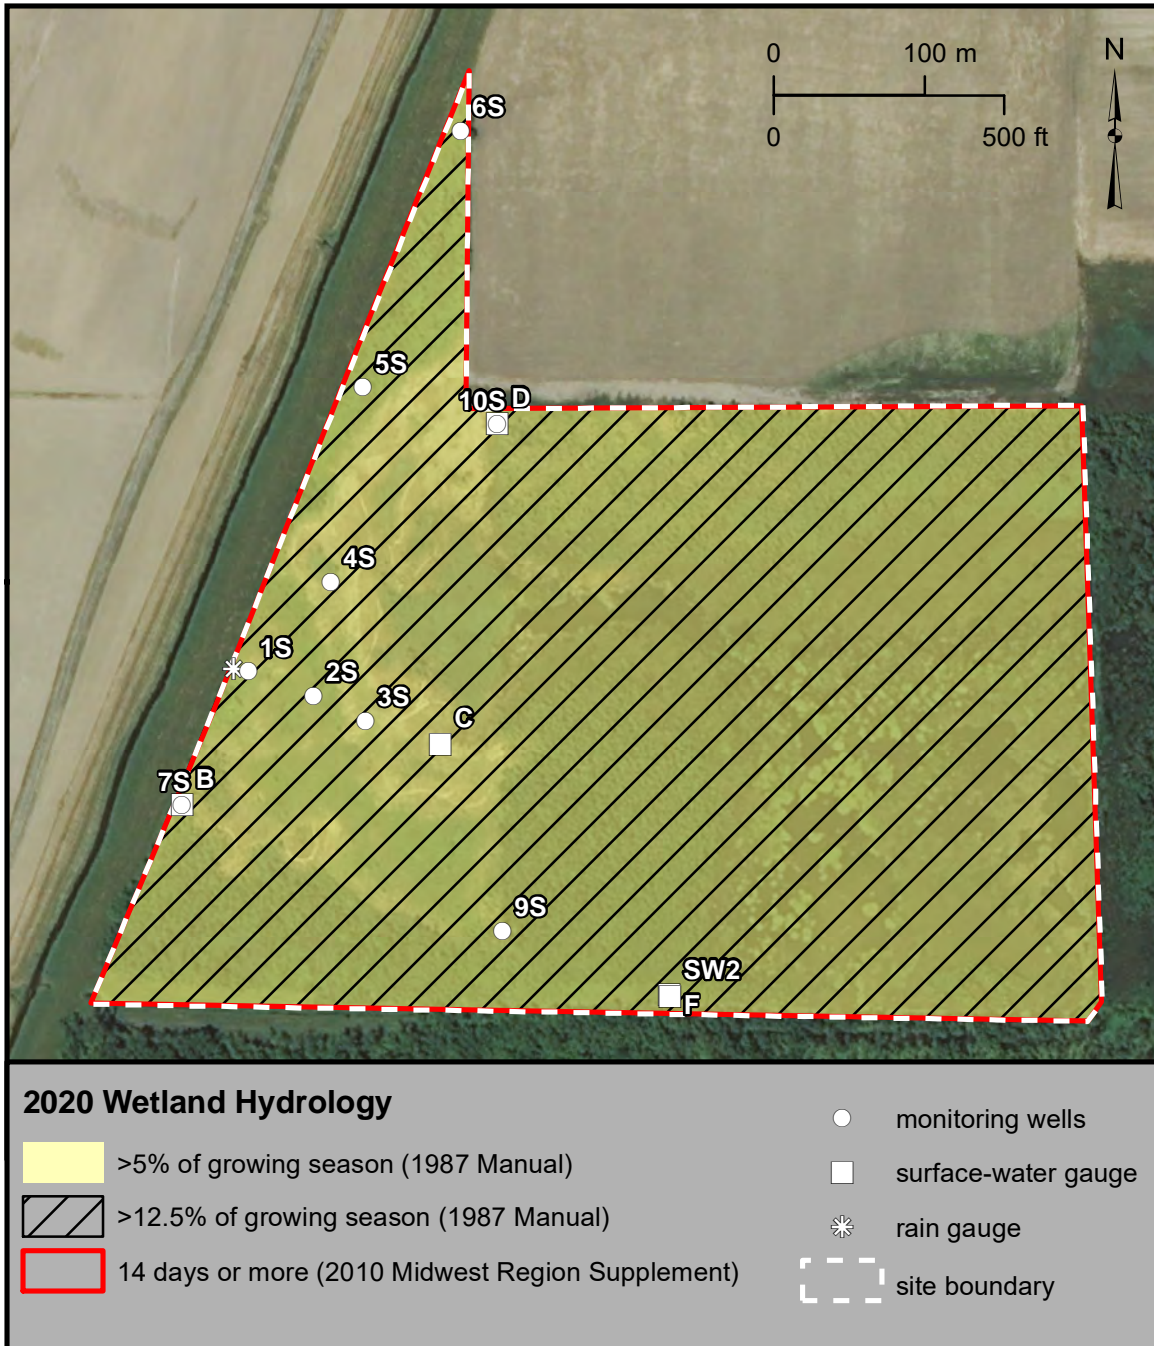 0 100 m
0 500 ft
N
6S
5S
10S D
4S
1S
2S
3S
C
7S B
9S
SW2
F
2020 Wetland Hydrology
>5% of growing season (1987 Manual)
>12.5% of growing season (1987 Manual)
14 days or more (2010 Midwest Region Supplement)
monitoring wells
surface-water gauge
rain gauge
site boundary